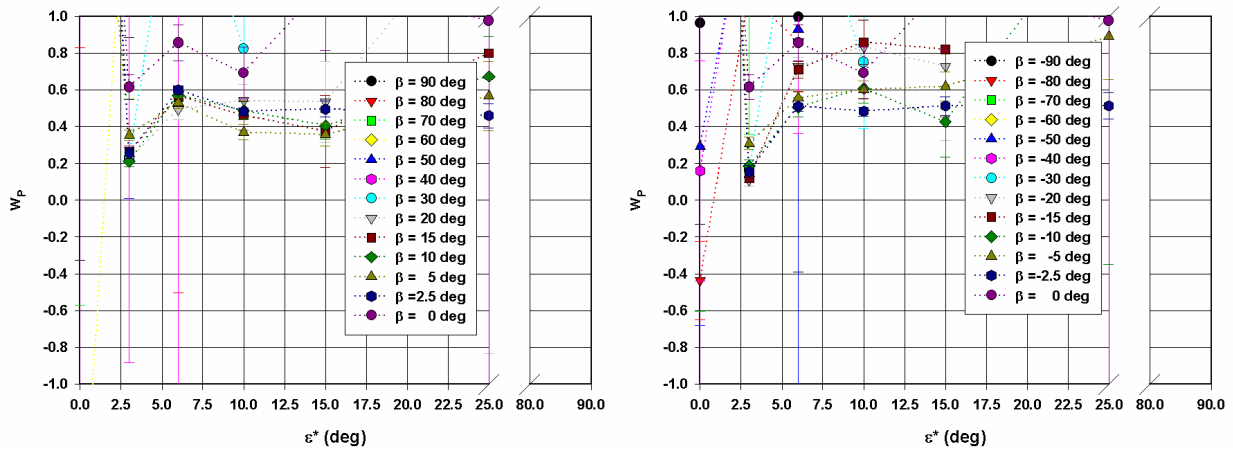 1.0
0.8
0.6
0.4
0.2
0.0
-0.2
-0.4
-0.6
-0.8
-1.0
wP
0.0 2.5 5.0 7.5 10.0 12.5 15.0 17.5 20.0 22.5 25.0 80.0 90.0
ε* (deg)
β = 90 deg
β = 80 deg
β = 70 deg
β = 60 deg
β = 50 deg
β = 40 deg
β = 30 deg
β = 20 deg
β = 15 deg
β = 10 deg
β = 5 deg
β =2.5 deg
β = 0 deg
1.0
0.8
0.6
0.4
0.2
0.0
-0.2
-0.4
-0.6
-0.8
-1.0
wP
0.0 2.5 5.0 7.5 10.0 12.5 15.0 17.5 20.0 22.5 25.0 80.0 90.0
ε* (deg)
β = -90 deg
β = -80 deg
β = -70 deg
β = -60 deg
β = -50 deg
β = -40 deg
β = -30 deg
β = -20 deg
β = -15 deg
β = -10 deg
β = -5 deg
β =-2.5 deg
β = 0 deg